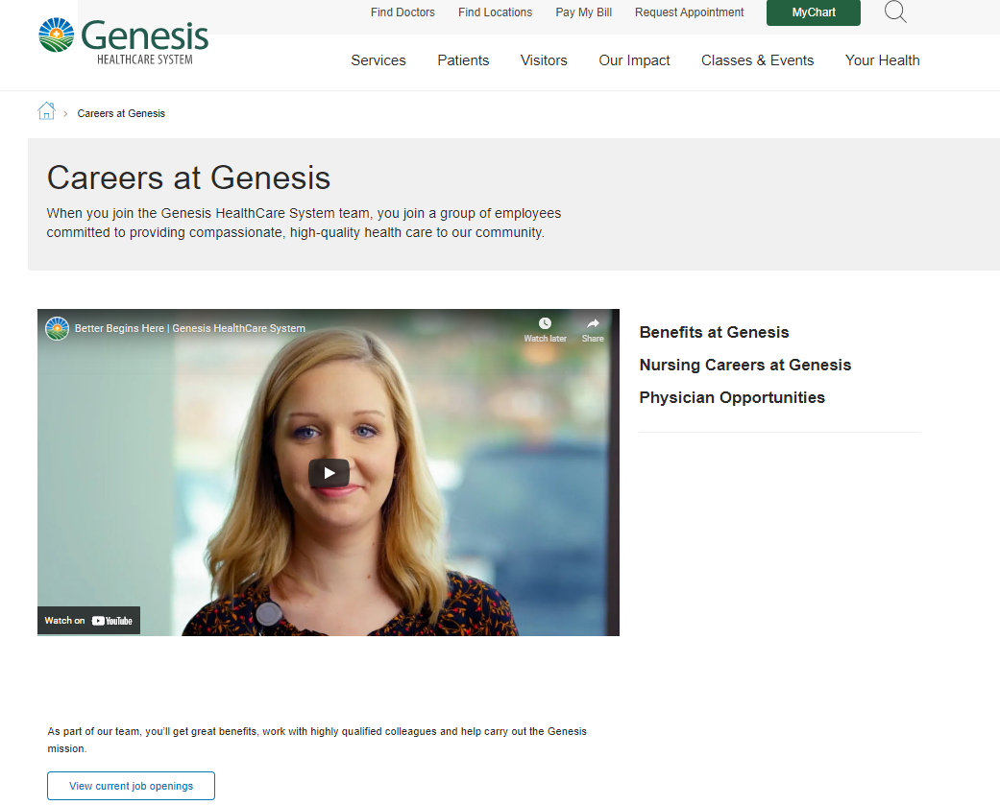 Find Doctors Find Locations Pay My Bill Request Appointment MyChart
Genesis
HEALTHCARE SYSTEM
Services Patients Visitors Our Impact Classes & Events Your Health
Careers at Genesis
Careers at Genesis
When you join the Genesis HealthCare System team, you join a group of employees
committed to providing compassionate, high-quality health care to our community.
Better Begins Here | Genesis HealthCare System
Watch later Share
Watch on YouTube
Benefits at Genesis
Nursing Careers at Genesis
Physician Opportunities
As part of our team, you'll get great benefits, work with highly qualified colleagues and help carry out the Genesis
mission.
View current job openings